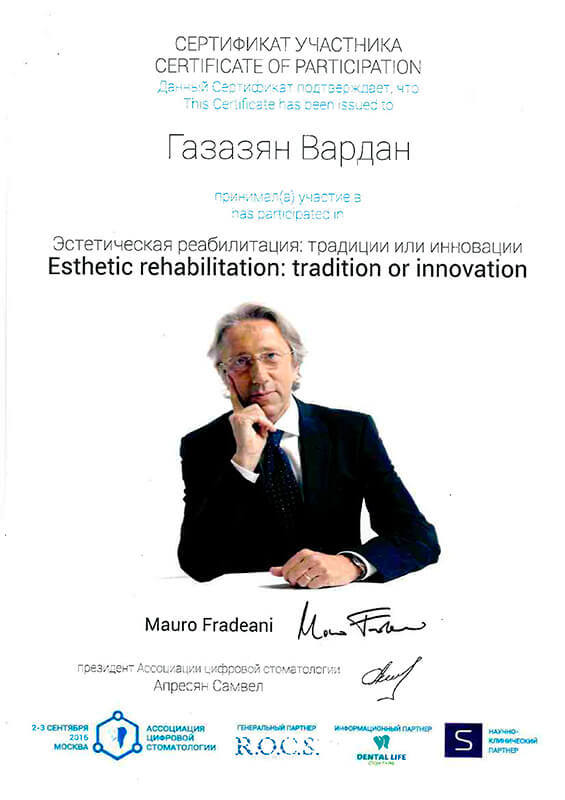 СЕРТИФИКАТ УЧАСТНИКА
CERTIFICATE OF PARTICIPATION
Данный Сертификат подтверждает, что
This Certificate has been issued to
Газазян Вардан
принимал(а) участие в
has participated in
Эстетическая реабилитация: традиции или инновации
Esthetic rehabilitation: tradition or innovation
Mauro Fradeani
президент Ассоциации цифровой стоматологии
Апресян Самвел
2-3 СЕНТЯБРЯ
МОСКВА
АССОЦИАЦИЯ
ЦИФРОВОЙ
СТОМАТОЛОГИИ
ГЕНЕРАЛЬНЫЙ ПАРТНЕР
R.O.C.S.
ИНФОРМАЦИОННЫЙ ПАРТНЕР
DENTAL LIFE
S
НАУЧНО-
КЛИНИЧЕСКИЙ
ПАРТНЕР